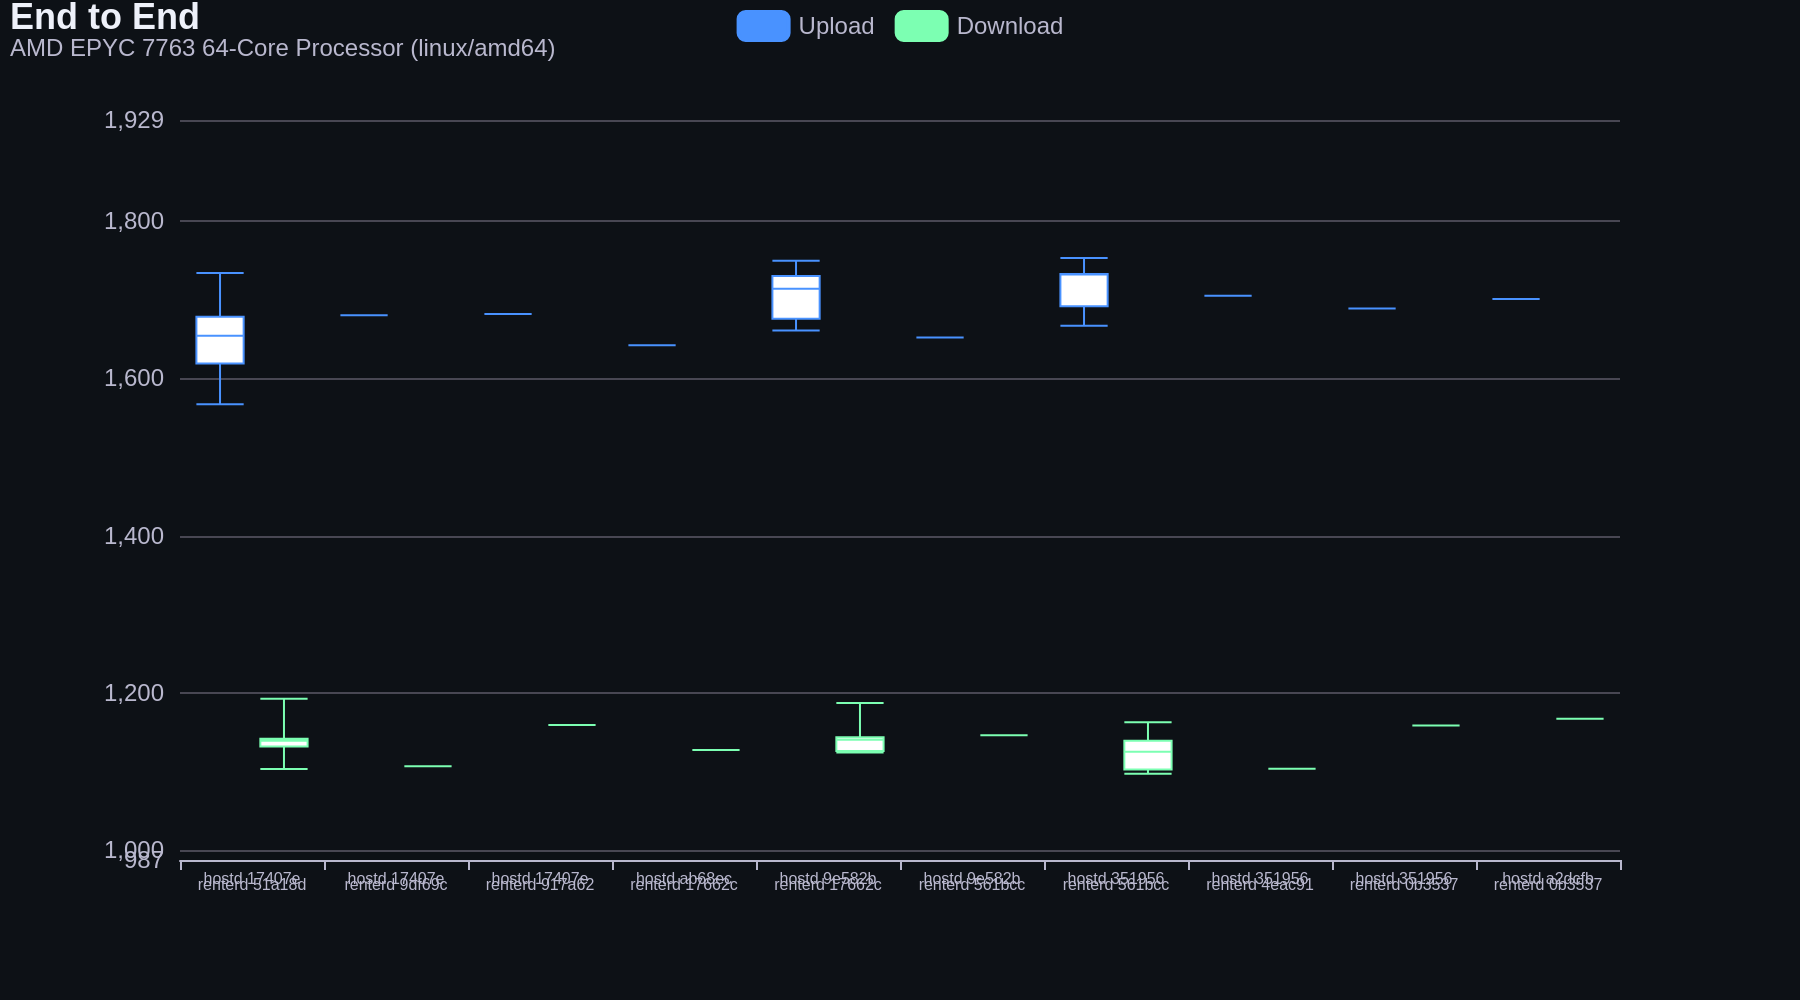 End to End
AMD EPYC 7763 64-Core Processor (linux/amd64)
Upload
Download
1,929
1,800
1,600
1,400
1,200
1,000
987
hostd 17407e
renterd 51a18d
hostd 17407e
renterd 9df69c
hostd 17407e
renterd 917a62
hostd ab68ec
renterd 17662c
hostd 9e582b
renterd 17662c
hostd 9e582b
renterd 561bcc
hostd 351956
renterd 561bcc
hostd 351956
renterd 4eac91
hostd 351956
renterd 0b3537
hostd a2dcfb
renterd 0b3537